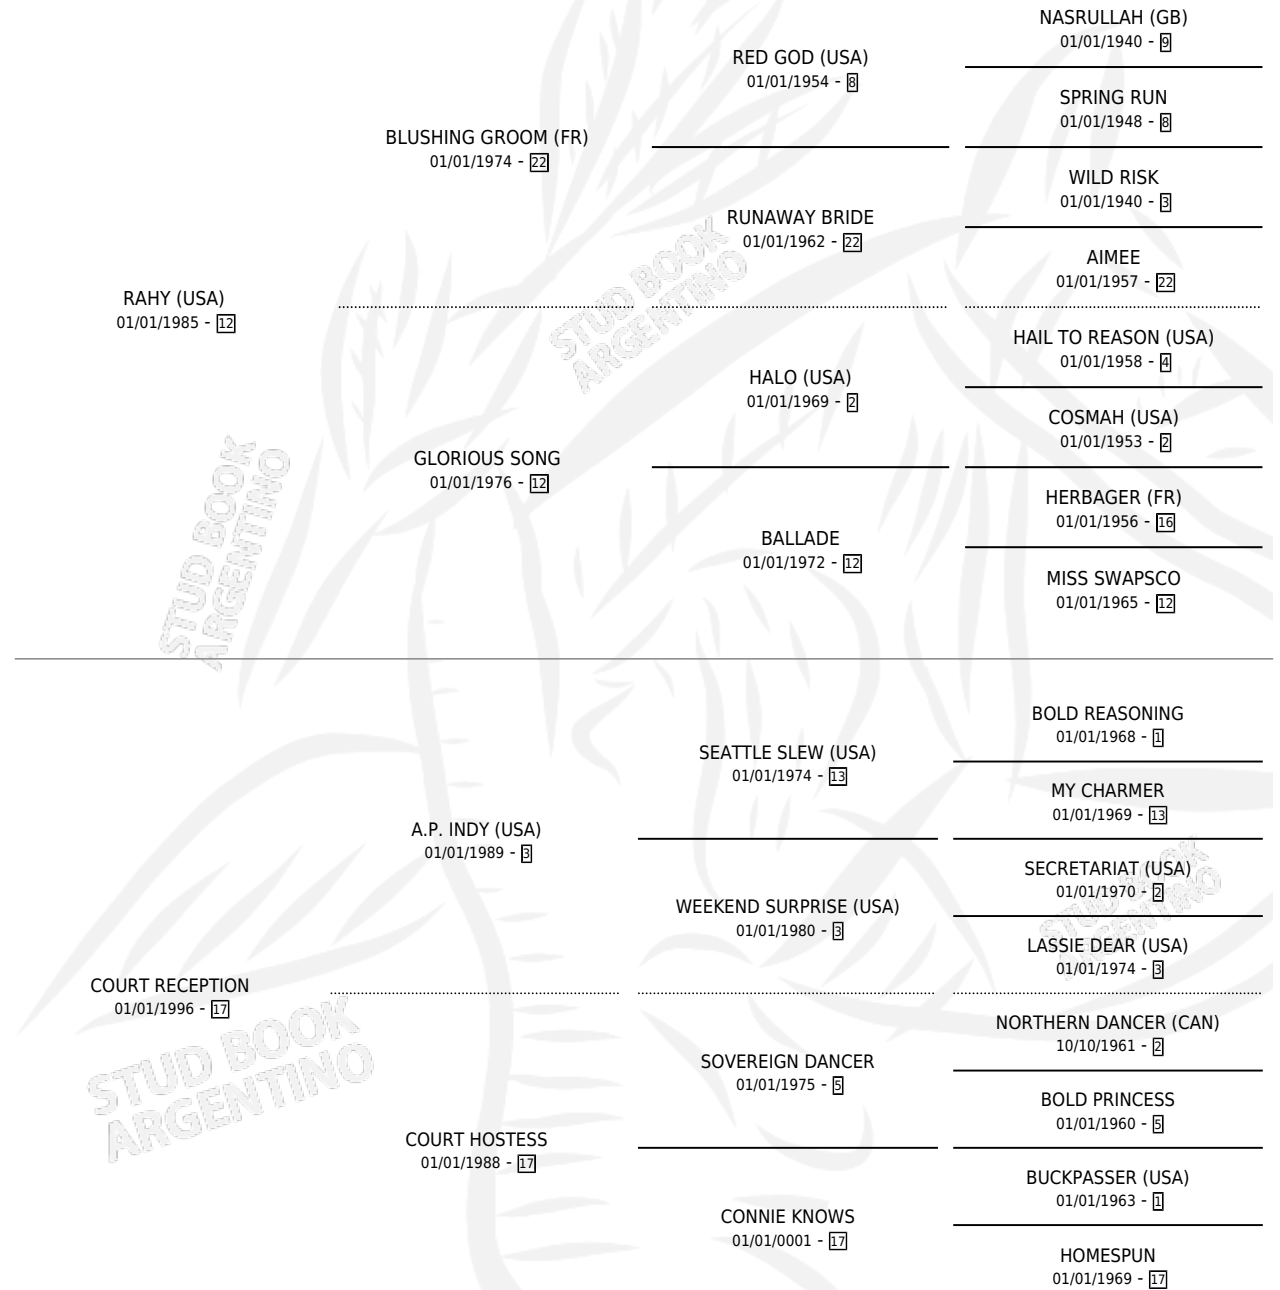 NASRULLAH (GB)
01/01/1940 - 9
RED GOD (USA)
01/01/1954 - 8
SPRING RUN
01/01/1948 - 8
BLUSHING GROOM (FR)
01/01/1974 - 22
WILD RISK
01/01/1940 - 3
RUNAWAY BRIDE
01/01/1962 - 22
AIMEE
01/01/1957 - 22
RAHY (USA)
01/01/1985 - 12
HAIL TO REASON (USA)
01/01/1958 - 4
HALO (USA)
01/01/1969 - 2
COSMAH (USA)
01/01/1953 - 2
GLORIOUS SONG
01/01/1976 - 12
HERBAGER (FR)
01/01/1956 - 16
BALLADE
01/01/1972 - 12
MISS SWAPSCO
01/01/1965 - 12
BOLD REASONING
01/01/1968 - 1
SEATTLE SLEW (USA)
01/01/1974 - 13
MY CHARMER
01/01/1969 - 13
A.P. INDY (USA)
01/01/1989 - 3
SECRETARIAT (USA)
01/01/1970 - 2
WEEKEND SURPRISE (USA)
01/01/1980 - 3
LASSIE DEAR (USA)
01/01/1974 - 3
COURT RECEPTION
01/01/1996 - 17
NORTHERN DANCER (CAN)
10/10/1961 - 2
SOVEREIGN DANCER
01/01/1975 - 5
BOLD PRINCESS
01/01/1960 - 5
COURT HOSTESS
01/01/1988 - 17
BUCKPASSER (USA)
01/01/1963 - 1
CONNIE KNOWS
01/01/0001 - 17
HOMESPUN
01/01/1969 - 17
STUD BOOK
ARGENTINO
STUD BOOK
ARGENTINO
STUD BOOK
ARGENTINO
STUD BOOK
ARGENTINO